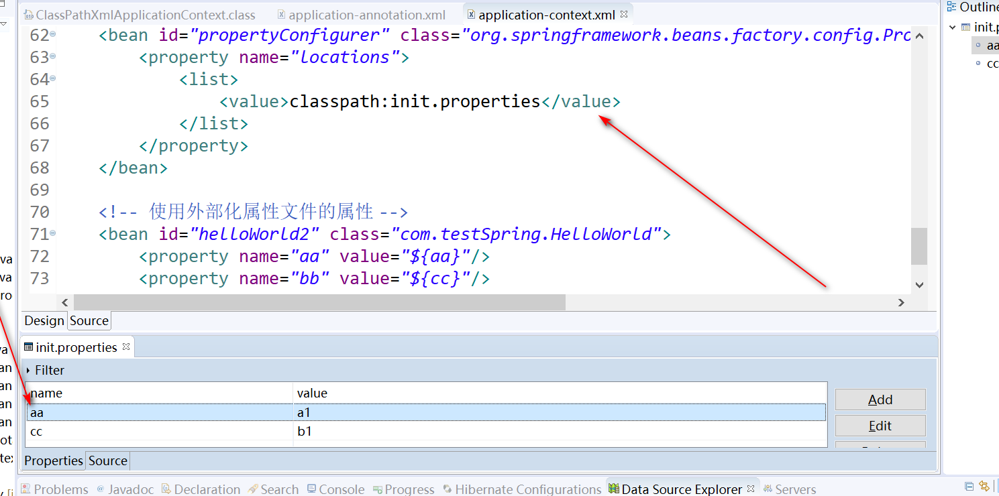 ClassPathXmlApplicationContext.class application-annotation.xml application-context.xml
Outline
62 <bean id="propertyConfigurer" class="org.springframework.beans.factory.config.Pro
63 <property name="locations">
64 <list>
65 <value>classpath:init.properties</value>
66 </list>
67 </property>
68 </bean>
69
70 <!-- 使用外部化属性文件的属性 -->
71 <bean id="helloWorld2" class="com.testSpring.HelloWorld">
72 <property name="aa" value="${aa}"/>
73 <property name="bb" value="${cc}"/>
init.p
aa
cc
va
va
ro
va
an
an
an
an
ot
tex
Design Source
init.properties
Filter
name value
aa a1
cc b1
Add
Edit
Properties Source
Problems Javadoc Declaration Search Console Progress Hibernate Configurations Data Source Explorer Servers